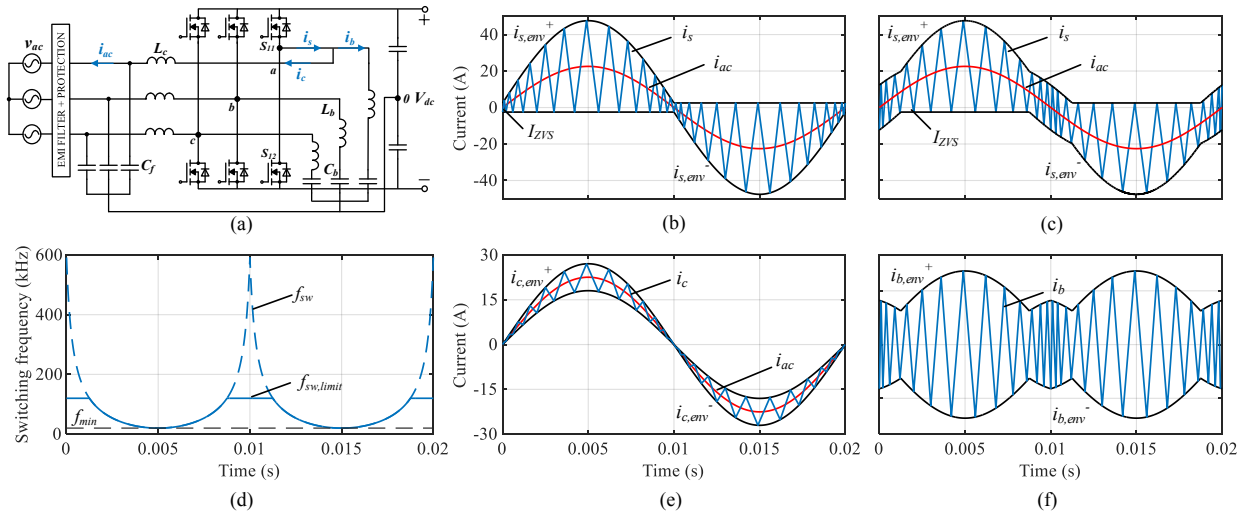 (a)
v_ac
EMI FILTER + PROTECTION
i_ac
L_c
C_f
S_11
i_s
i_b
a
i_c
b
L_b
c
S_12
C_b
+
0 V_dc
−
Current (A)
40
20
0
-20
-40
i_s,env^+
i_s
i_ac
I_ZVS
i_s,env^-
(b)
i_s,env^+
i_s
i_ac
I_ZVS
i_s,env^-
(c)
Switching frequency (kHz)
600
400
200
0
f_sw
f_sw,limit
f_min
0 0.005 0.01 0.015 0.02
Time (s)
(d)
Current (A)
30
15
0
-15
-30
i_c,env^+
i_c
i_ac
i_c,env^-
0 0.005 0.01 0.015 0.02
Time (s)
(e)
i_b,env^+
i_b
i_b,env^-
0 0.005 0.01 0.015 0.02
Time (s)
(f)